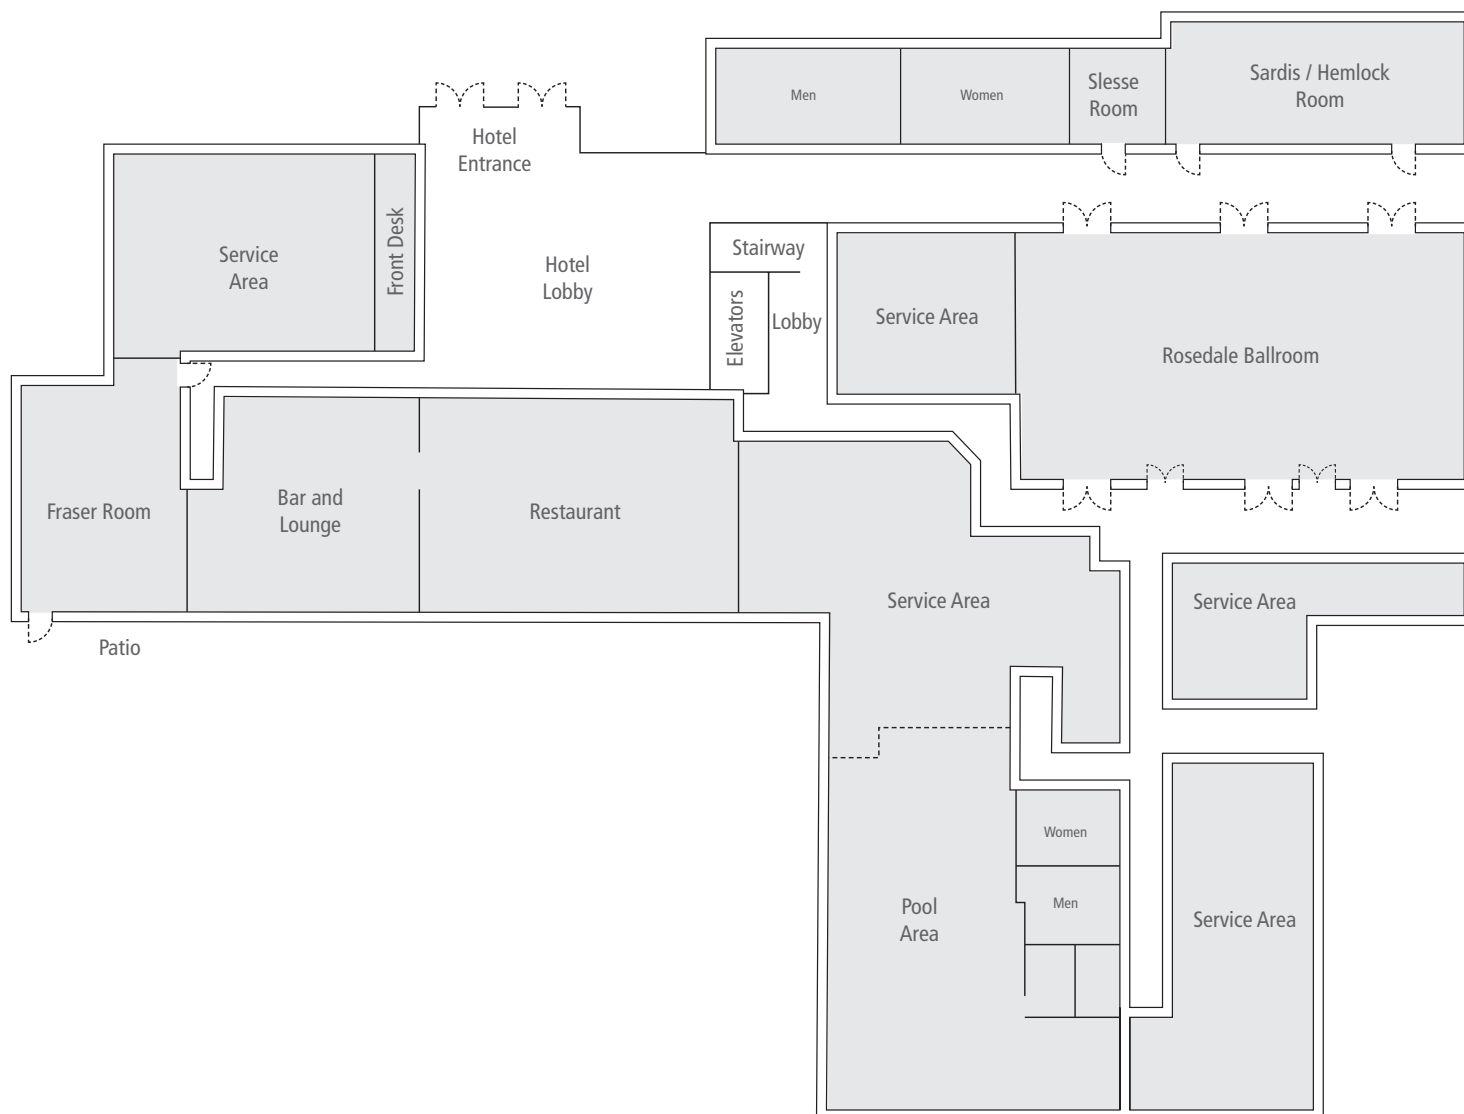 Men
Women
Slesse
Room
Sardis / Hemlock
Room
Hotel
Entrance
Service
Area
Front Desk
Hotel
Lobby
Stairway
Elevators
Lobby
Service Area
Rosedale Ballroom
Fraser Room
Bar and
Lounge
Restaurant
Service Area
Service Area
Patio
Women
Men
Pool
Area
Service Area